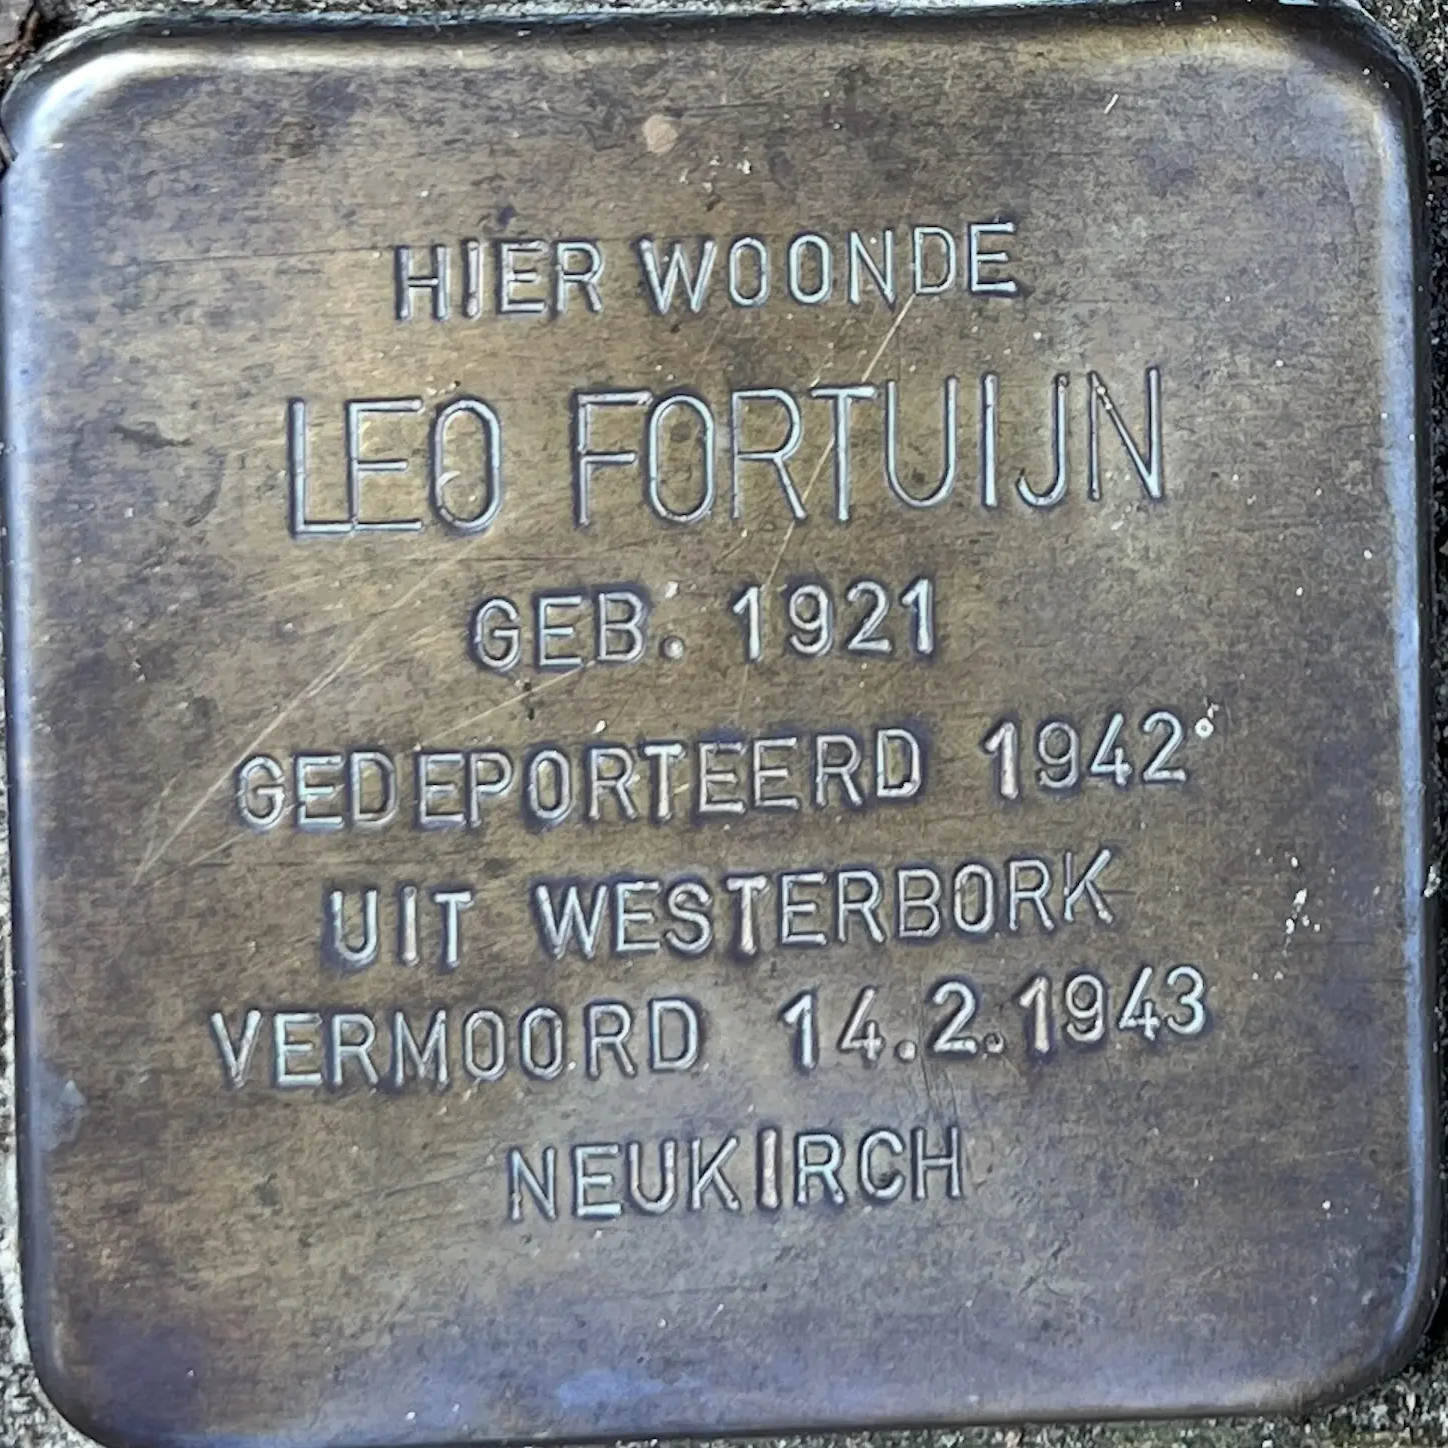 HIER WOONDE
LEO FORTUIJN
GEB. 1921
GEDEPORTEERD 1942
UIT WESTERBORK
VERMOORD 14.2.1943
NEUKIRCH